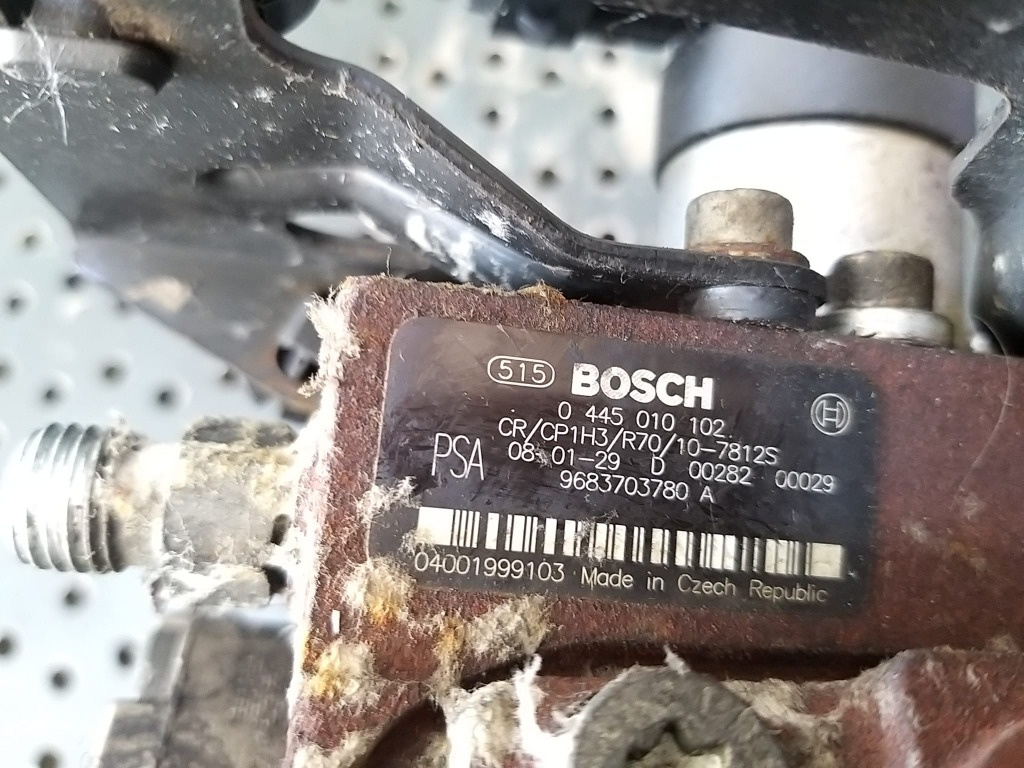 515 BOSCH
0 445 010 102
CR/CP1H3/R70/10-7812S
PSA 08-01-29 D 00282 00029
9683703780 A
04001999103 Made in Czech Republic